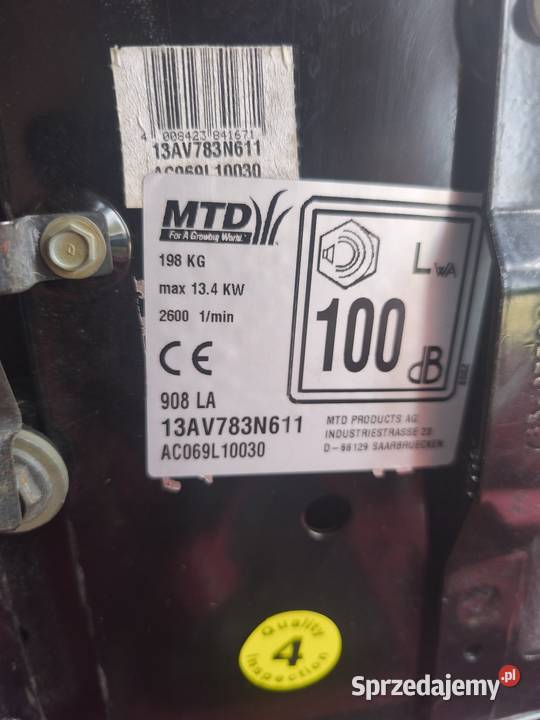 4 008423 841671
13AV783N611
AC069L10030
MTD
For A Growing World.
198 KG
max 13.4 KW
2600 1/min
CE
LWA
100
dB
908 LA
13AV783N611
AC069L10030
MTD PRODUCTS AG
INDUSTRIESTRASSE 23
D-66129 SAARBRUECKEN
Quality
4
Inspection
Sprzedajemy.pl